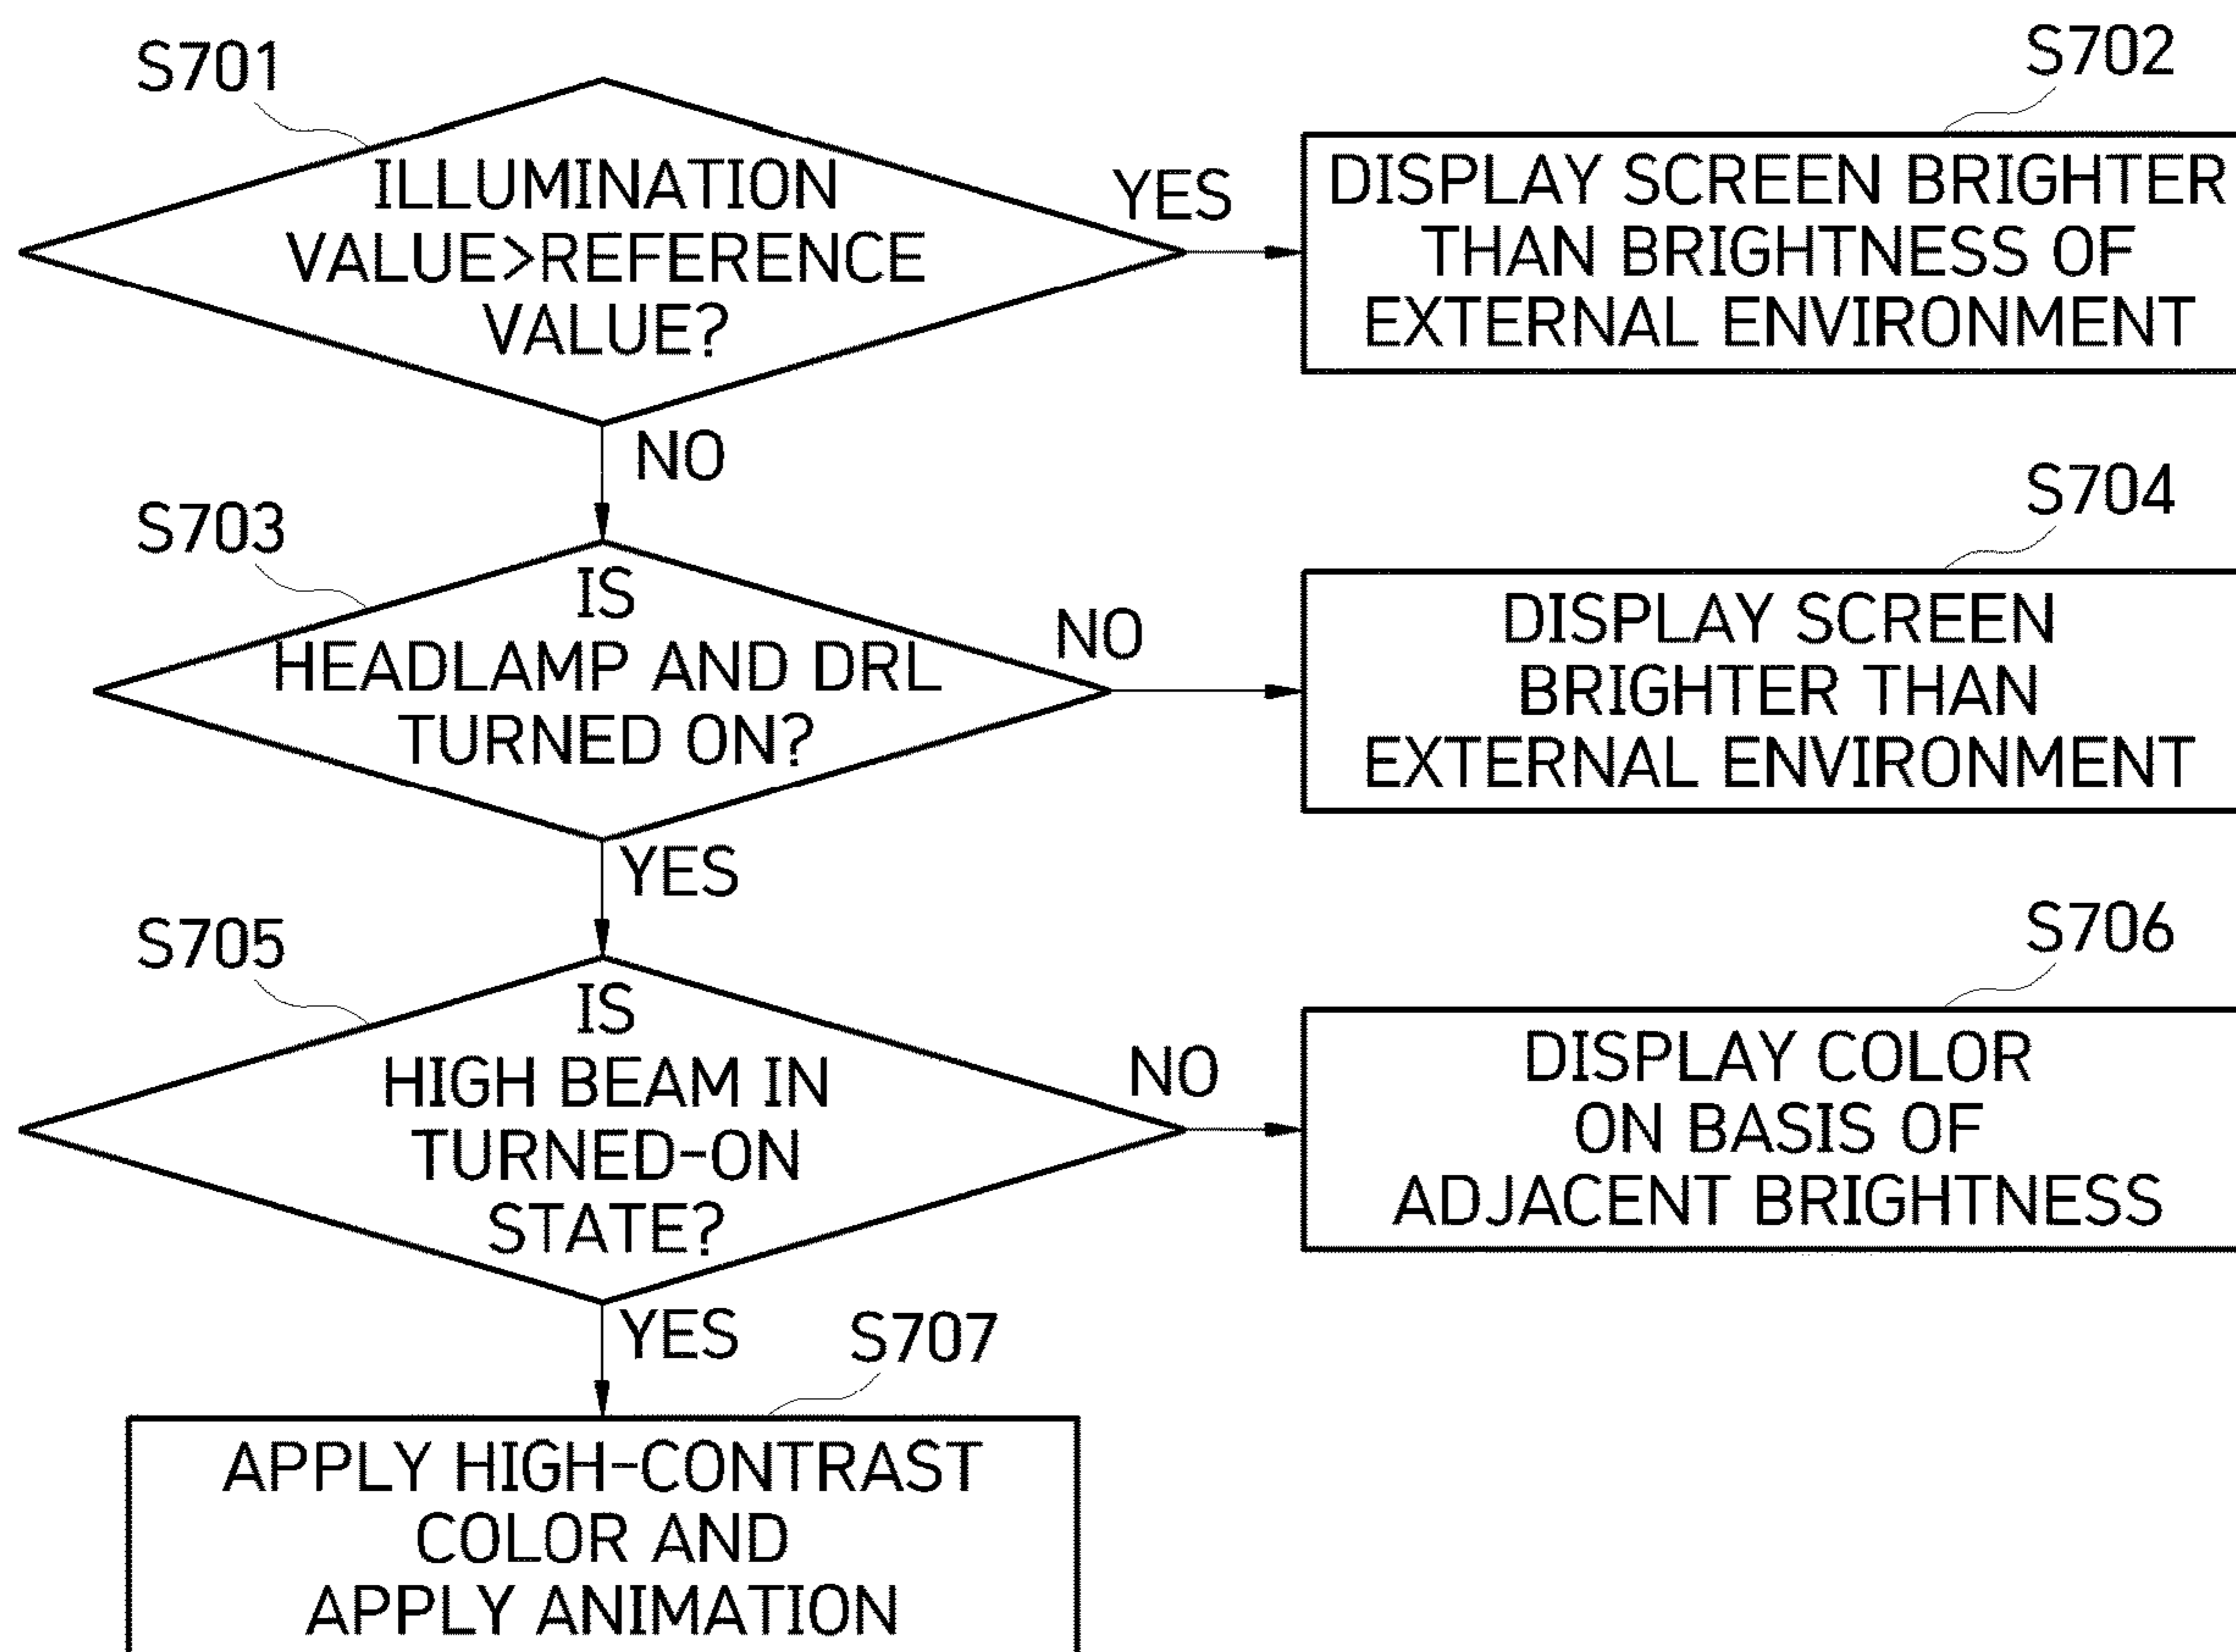 S701
ILLUMINATION
VALUE>REFERENCE
VALUE?
YES
S702
DISPLAY SCREEN BRIGHTER
THAN BRIGHTNESS OF
EXTERNAL ENVIRONMENT
NO
S703
IS
HEADLAMP AND DRL
TURNED ON?
NO
S704
DISPLAY SCREEN
BRIGHTER THAN
EXTERNAL ENVIRONMENT
YES
S705
IS
HIGH BEAM IN
TURNED-ON
STATE?
NO
S706
DISPLAY COLOR
ON BASIS OF
ADJACENT BRIGHTNESS
YES
S707
APPLY HIGH-CONTRAST
COLOR AND
APPLY ANIMATION